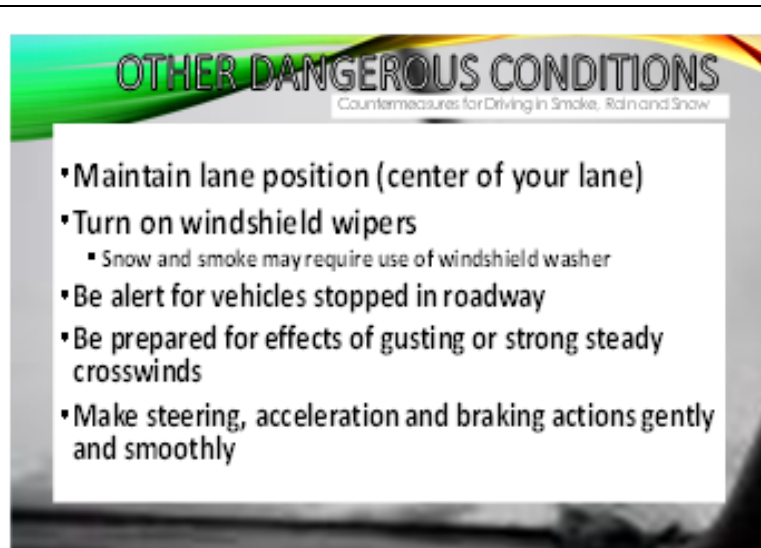 OTHER DANGEROUS CONDITIONS
Countermeasures for Driving in Smoke, Rain and Snow
▪Maintain lane position (center of your lane)
▪Turn on windshield wipers
▪ Snow and smoke may require use of windshield washer
▪Be alert for vehicles stopped in roadway
▪Be prepared for effects of gusting or strong steady
crosswinds
▪Make steering, acceleration and braking actions gently
and smoothly